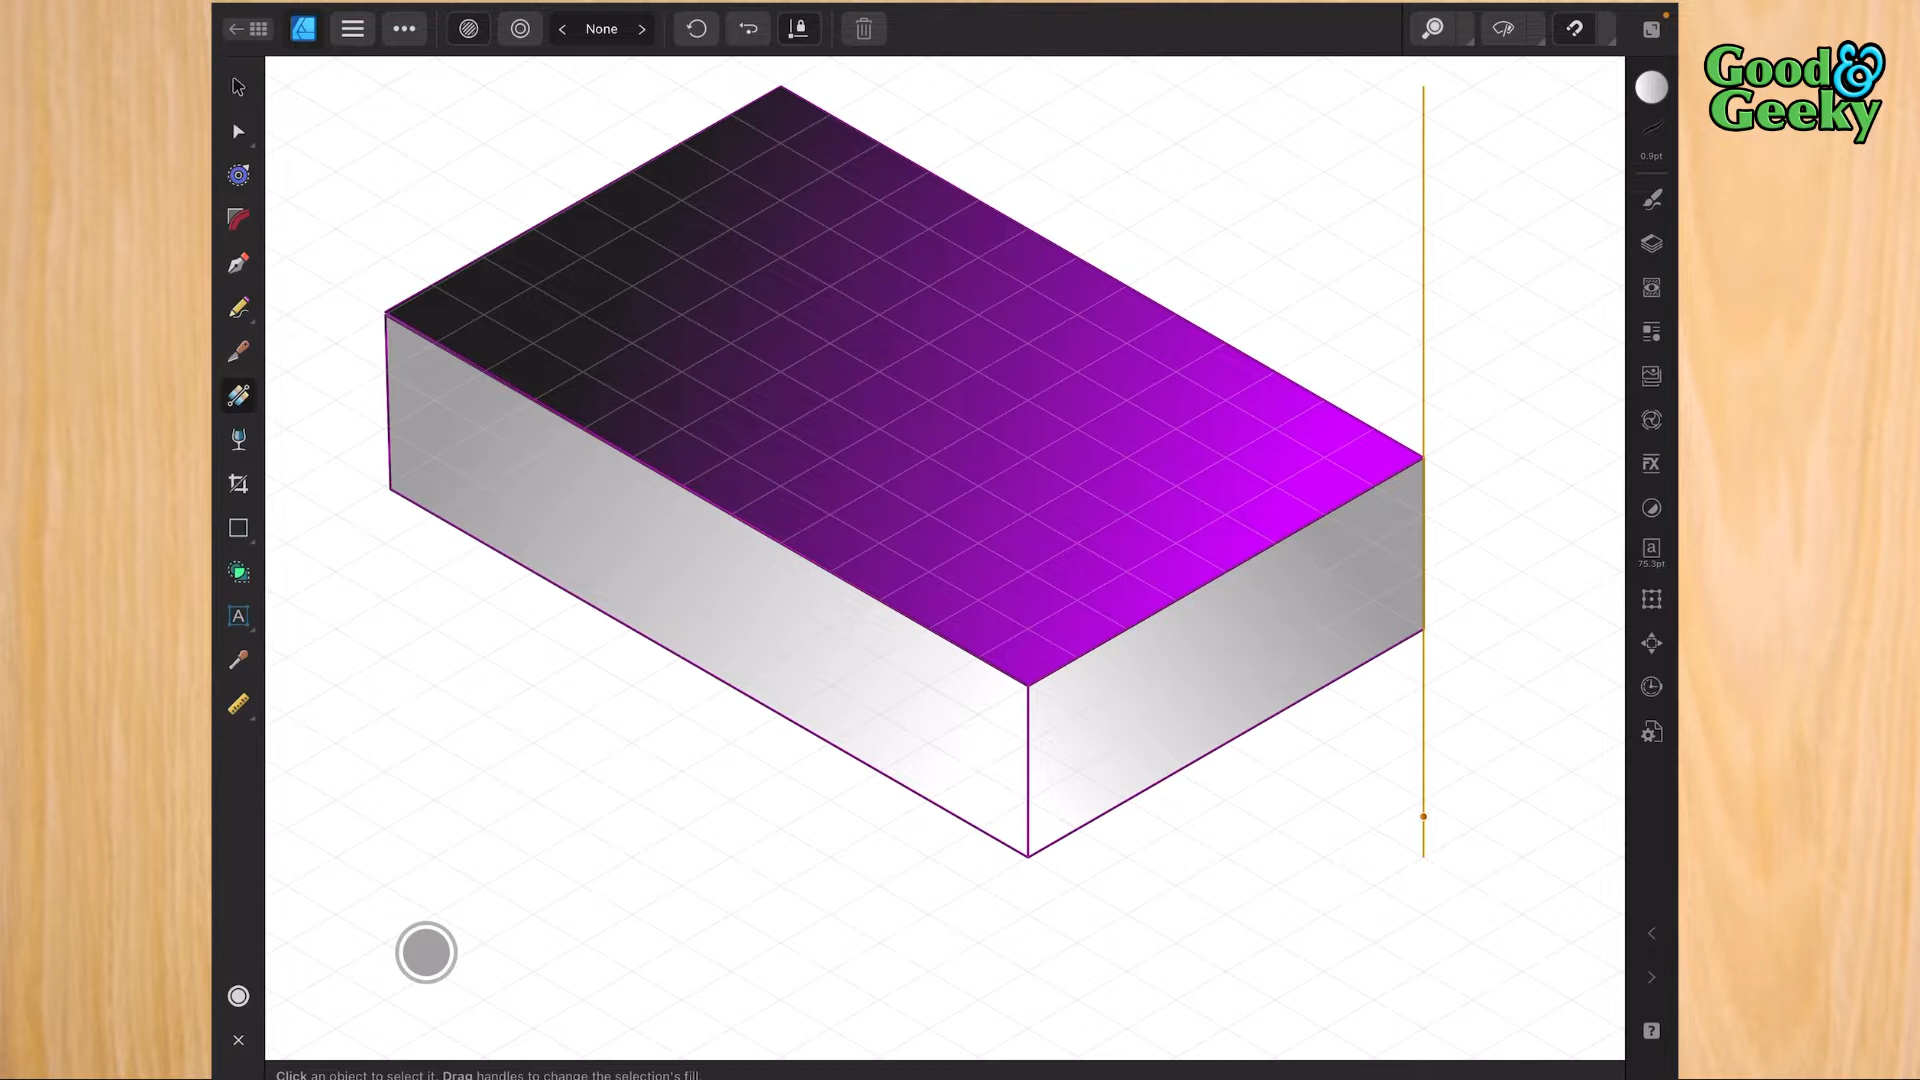 None
Good&
Geeky
0.9pt
FX
a
75.3pt
A
?
Click an object to select it. Drag handles to change the selection's fill.